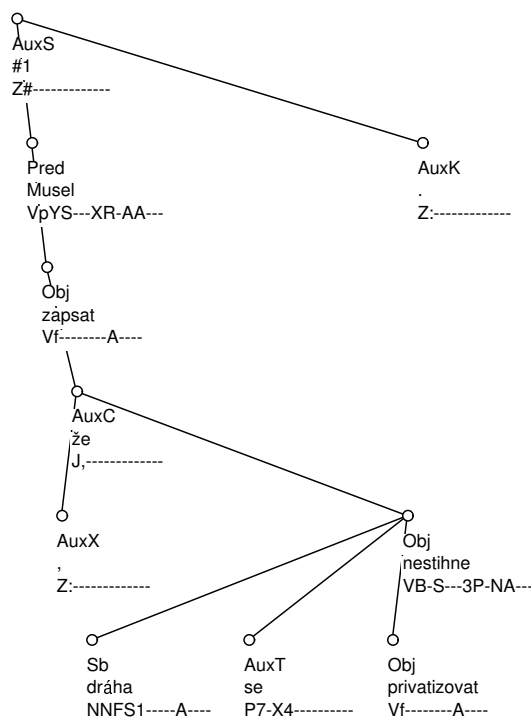 AuxS
#1
Z#-------------
Pred
Musel
VpYS---XR-AA---
AuxK
.
Z:-------------
Obj
zapsat
Vf--------A----
AuxC
že
J,-------------
AuxX
,
Z:-------------
Obj
nestihne
VB-S---3P-NA---
Sb
dráha
NNFS1-----A----
AuxT
se
P7-X4----------
Obj
privatizovat
Vf--------A----